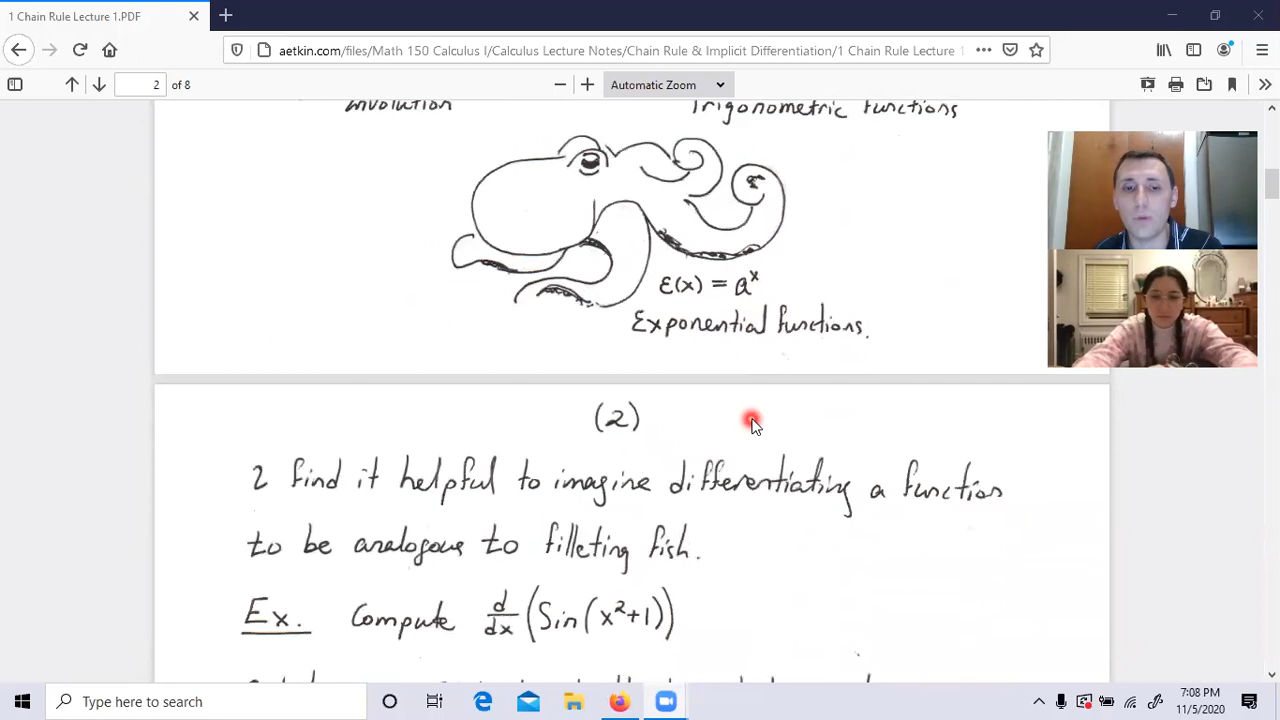 1 Chain Rule Lecture 1.PDF
aetkin.com/files/Math 150 Calculus I/Calculus Lecture Notes/Chain Rule & Implicit Differentiation/1 Chain Rule Lecture 1
2 of 8
Automatic Zoom
Involution Trigonometric Functions
E(x) = a^x
Exponential functions.
(2)
I find it helpful to imagine differentiating a function
to be analogous to filleting fish.
Ex. Compute d/dx (Sin(x²+1))
Type here to search
7:08 PM
11/5/2020